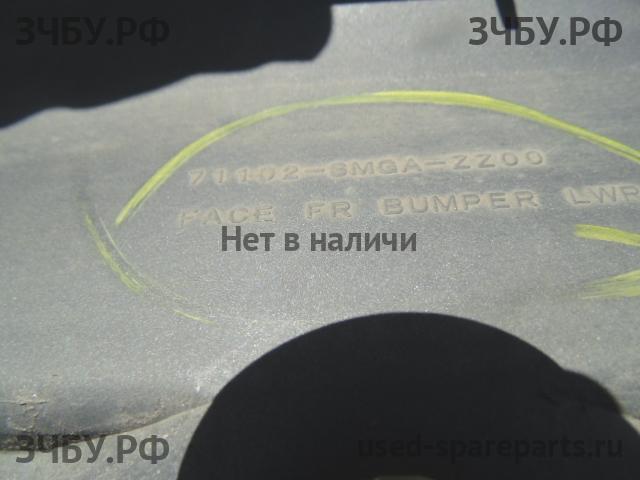 ЗЧБУ.РФ
ЗЧБУ.РФ
71102-SMGA-ZZ00
FACE FR BUMPER LWR
Нет в наличи
ЗЧБУ.РФ
used-spareparts.ru